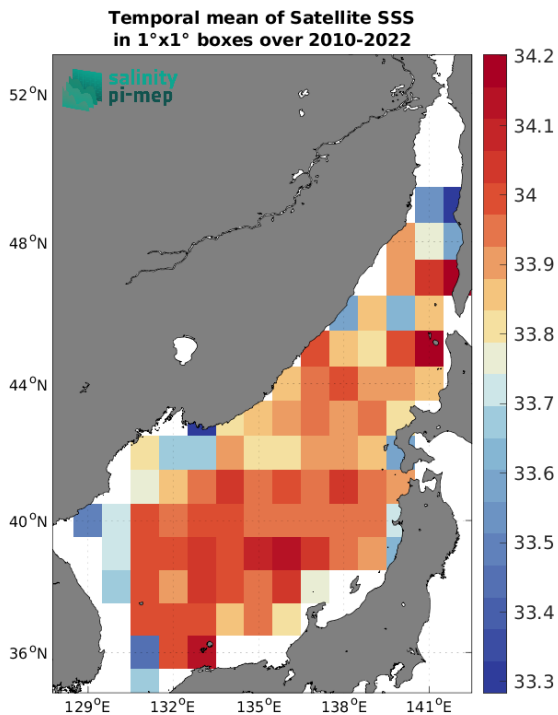 Temporal mean of Satellite SSS
in 1°x1° boxes over 2010-2022
salinity
pi-mep
52°N
48°N
44°N
40°N
36°N
129°E 132°E 135°E 138°E 141°E
34.2
34.1
34
33.9
33.8
33.7
33.6
33.5
33.4
33.3